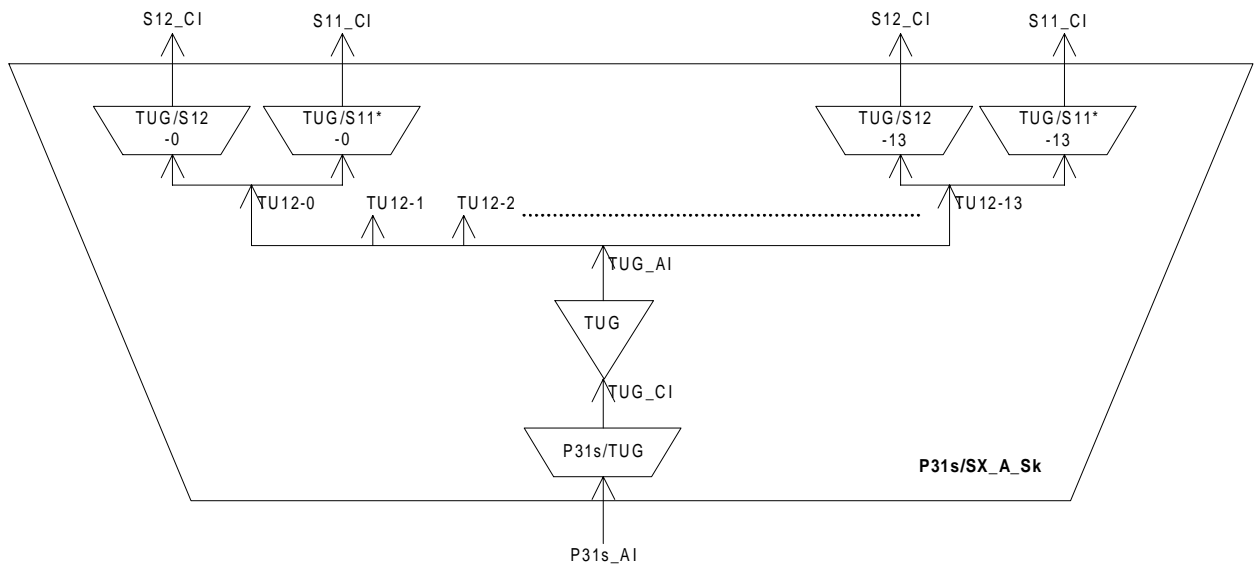 S12_CI S11_CI S12_CI S11_CI
TUG/S12 TUG/S11* TUG/S12 TUG/S11*
-0 -0 -13 -13
TU12-0 TU12-1 TU12-2 TU12-13
TUG_AI
TUG
TUG_CI
P31s/TUG
P31s/SX_A_Sk
P31s_AI